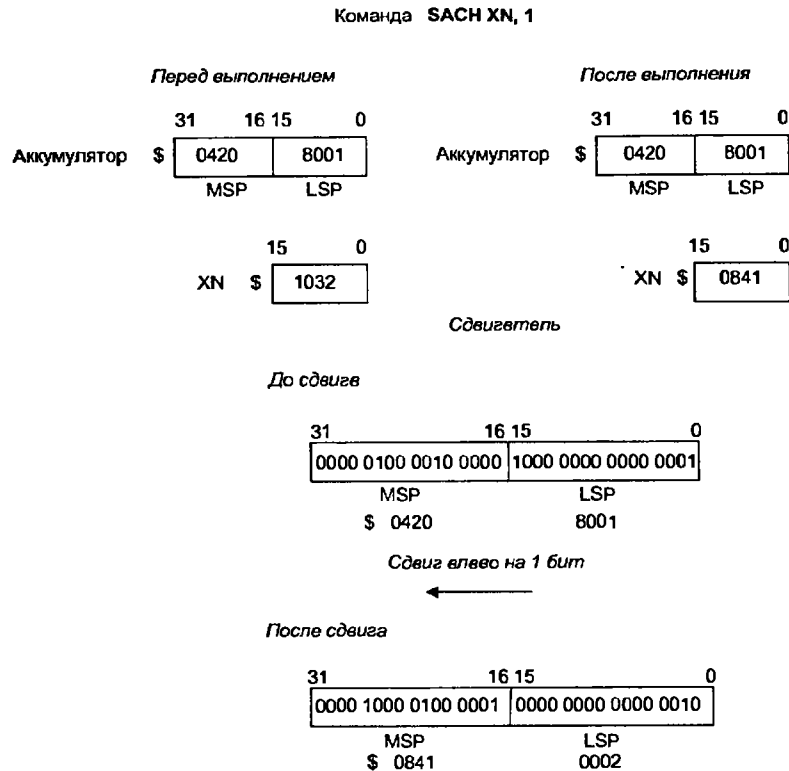 Команда SACH XN, 1
Перед выполнением После выполнения
31 16 15 0 31 16 15 0
Аккумулятор $ 0420 8001 Аккумулятор $ 0420 8001
MSP LSP MSP LSP
15 0 15 0
XN $ 1032 XN $ 0841
Сдвигвтель
До сдвигв
31 16 15 0
0000 0100 0010 0000 1000 0000 0000 0001
MSP LSP
$ 0420 8001
Сдвиг влвво на 1 бит
После сдвига
31 16 15 0
0000 1000 0100 0001 0000 0000 0000 0010
MSP LSP
$ 0841 0002